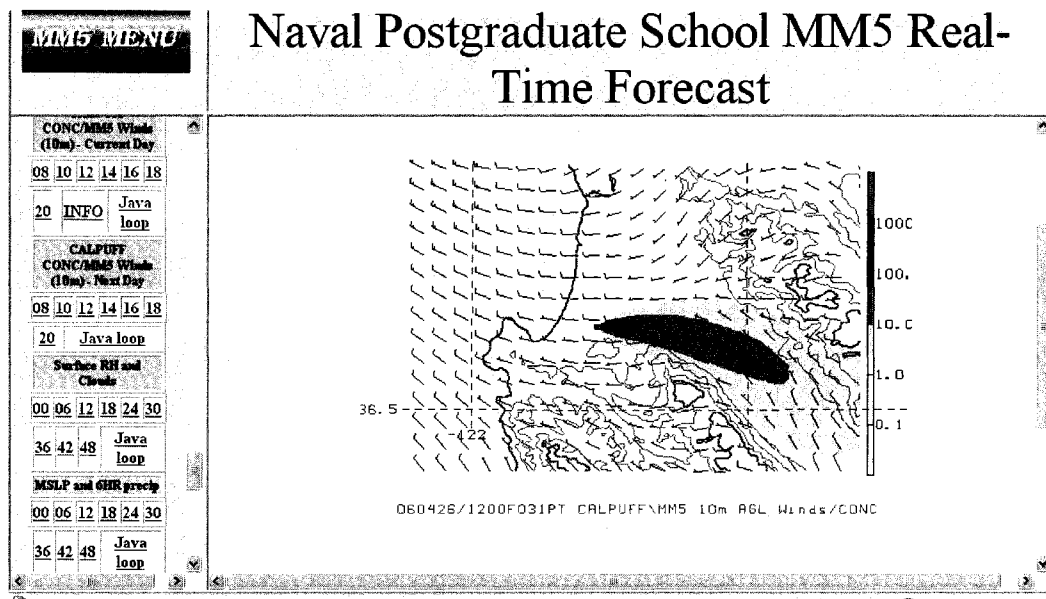 MM5 MENU
Naval Postgraduate School MM5 Real-
Time Forecast
CONC/MM5 Winds
(10m) - Current Day
08 10 12 14 16 18
20 INFO Java
loop
CALPUFF
CONC/MM5 Winds
(10m) - Next Day
08 10 12 14 16 18
20 Java loop
Surface RH and
Clouds
00 06 12 18 24 30
36 42 48 Java
loop
MSLP and 6HR precip
00 06 12 18 24 30
36 42 48 Java
loop
1000
100.
10.0
1.0
0.1
36.5
-122
060426/1200F031PT CALPUFF\MM5 10m AGL Winds/CONC